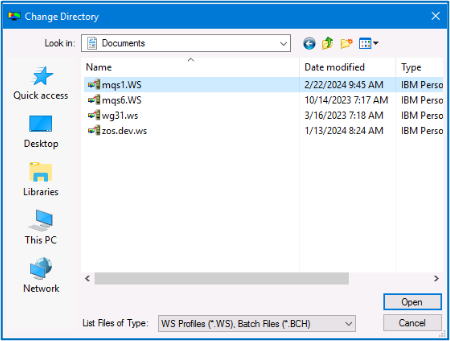 Change Directory
Look in: Documents
Name Date modified Type
mqs1.WS 2/22/2024 9:45 AM IBM Perso
mqs6.WS 10/14/2023 7:17 AM IBM Perso
wg31.ws 3/16/2023 7:18 AM IBM Perso
zos.dev.ws 1/13/2024 8:24 AM IBM Perso
Quick access
Desktop
Libraries
This PC
Network
Open
List Files of Type: WS Profiles (*.WS), Batch Files (*.BCH)
Cancel